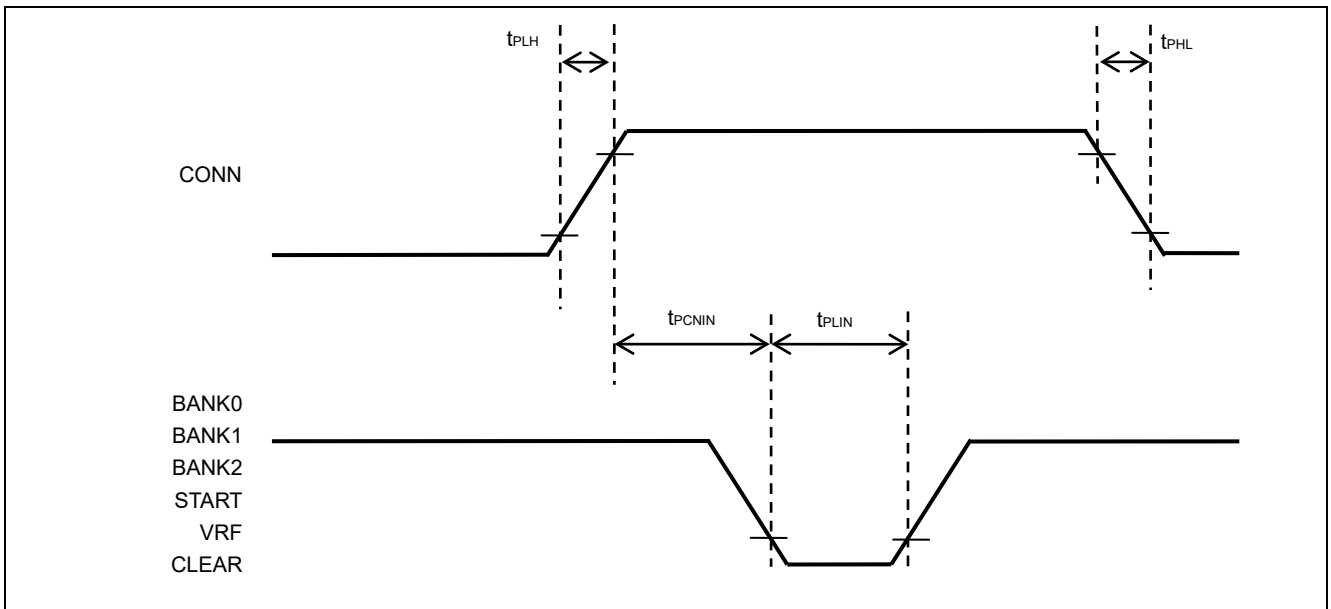 tPLH
tPHL
CONN
tPCNIN
tPLIN
BANK0
BANK1
BANK2
START
VRF
CLEAR